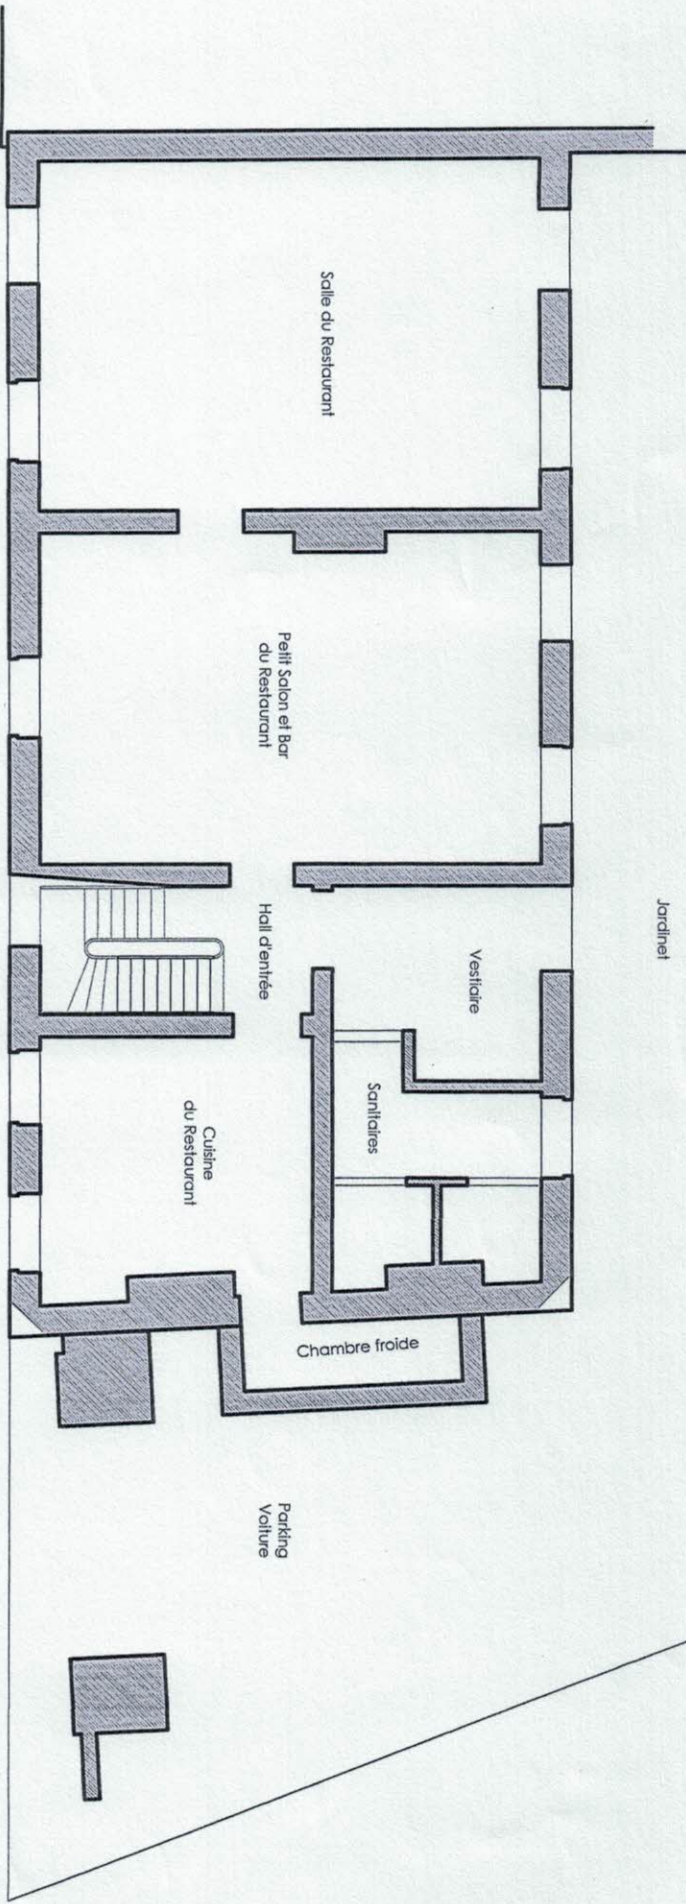 Salle du Restaurant
Petit Salon et Bar
du Restaurant
Jardinet
Hall d'entrée
Vestiaire
Sanitaires
Cuisine
du Restaurant
Chambre froide
Parking
Voiture